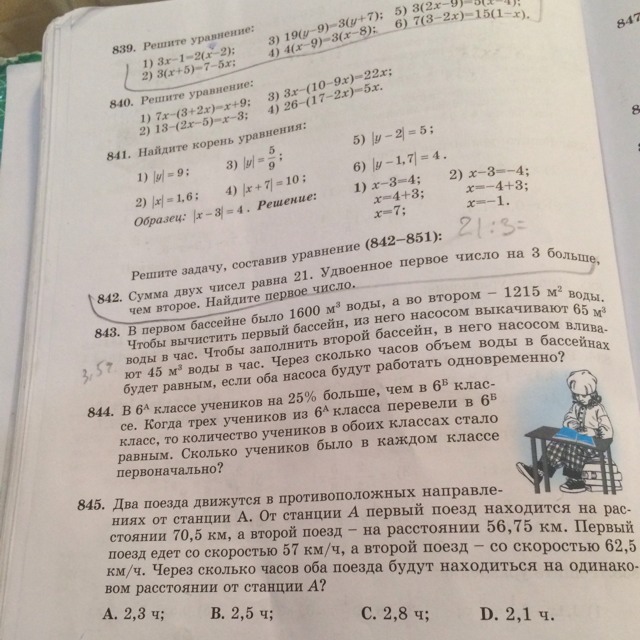 839. Решите уравнение:
1) 3x−1=2(x−2); 3) 19(y−9)=3(y+7); 5) 3(2x−9)=5(x−4);
2) 3(x+5)=7−5x; 4) 4(x−9)=3(x−8); 6) 7(3−2x)=15(1−x).
840. Решите уравнение:
1) 7x−(3+2x)=x+9; 3) 3x−(10−9x)=22x;
2) 13−(2x−5)=x−3; 4) 26−(17−2x)=5x.
841. Найдите корень уравнения:
1) |y| = 9; 3) |y| = 5/9; 5) |y − 2| = 5;
2) |x| = 1,6; 4) |x + 7| = 10; 6) |y − 1,7| = 4.
Образец: |x − 3| = 4. Решение: 1) x−3=4; 2) x−3=−4;
x=4+3; x=−4+3;
x=7; x=−1.
21:3=
Решите задачу, составив уравнение (842–851):
842. Сумма двух чисел равна 21. Удвоенное первое число на 3 больше,
чем второе. Найдите первое число.
843. В первом бассейне было 1600 м³ воды, а во втором − 1215 м² воды.
Чтобы вычистить первый бассейн, из него насосом выкачивают 65 м³
воды в час. Чтобы заполнить второй бассейн, в него насосом влива-
ют 45 м³ воды в час. Через сколько часов объем воды в бассейнах
будет равным, если оба насоса будут работать одновременно?
844. В 6ᴬ классе учеников на 25% больше, чем в 6ᴮ клас-
се. Когда трех учеников из 6ᴬ класса перевели в 6ᴮ
класс, то количество учеников в обоих классах стало
равным. Сколько учеников было в каждом классе
первоначально?
845. Два поезда движутся в противоположных направле-
ниях от станции А. От станции A первый поезд находится на рас-
стоянии 70,5 км, а второй поезд − на расстоянии 56,75 км. Первый
поезд едет со скоростью 57 км/ч, а второй поезд − со скоростью 62,5
км/ч. Через сколько часов оба поезда будут находиться на одинако-
вом расстоянии от станции A?
A. 2,3 ч; B. 2,5 ч; C. 2,8 ч; D. 2,1 ч.
847